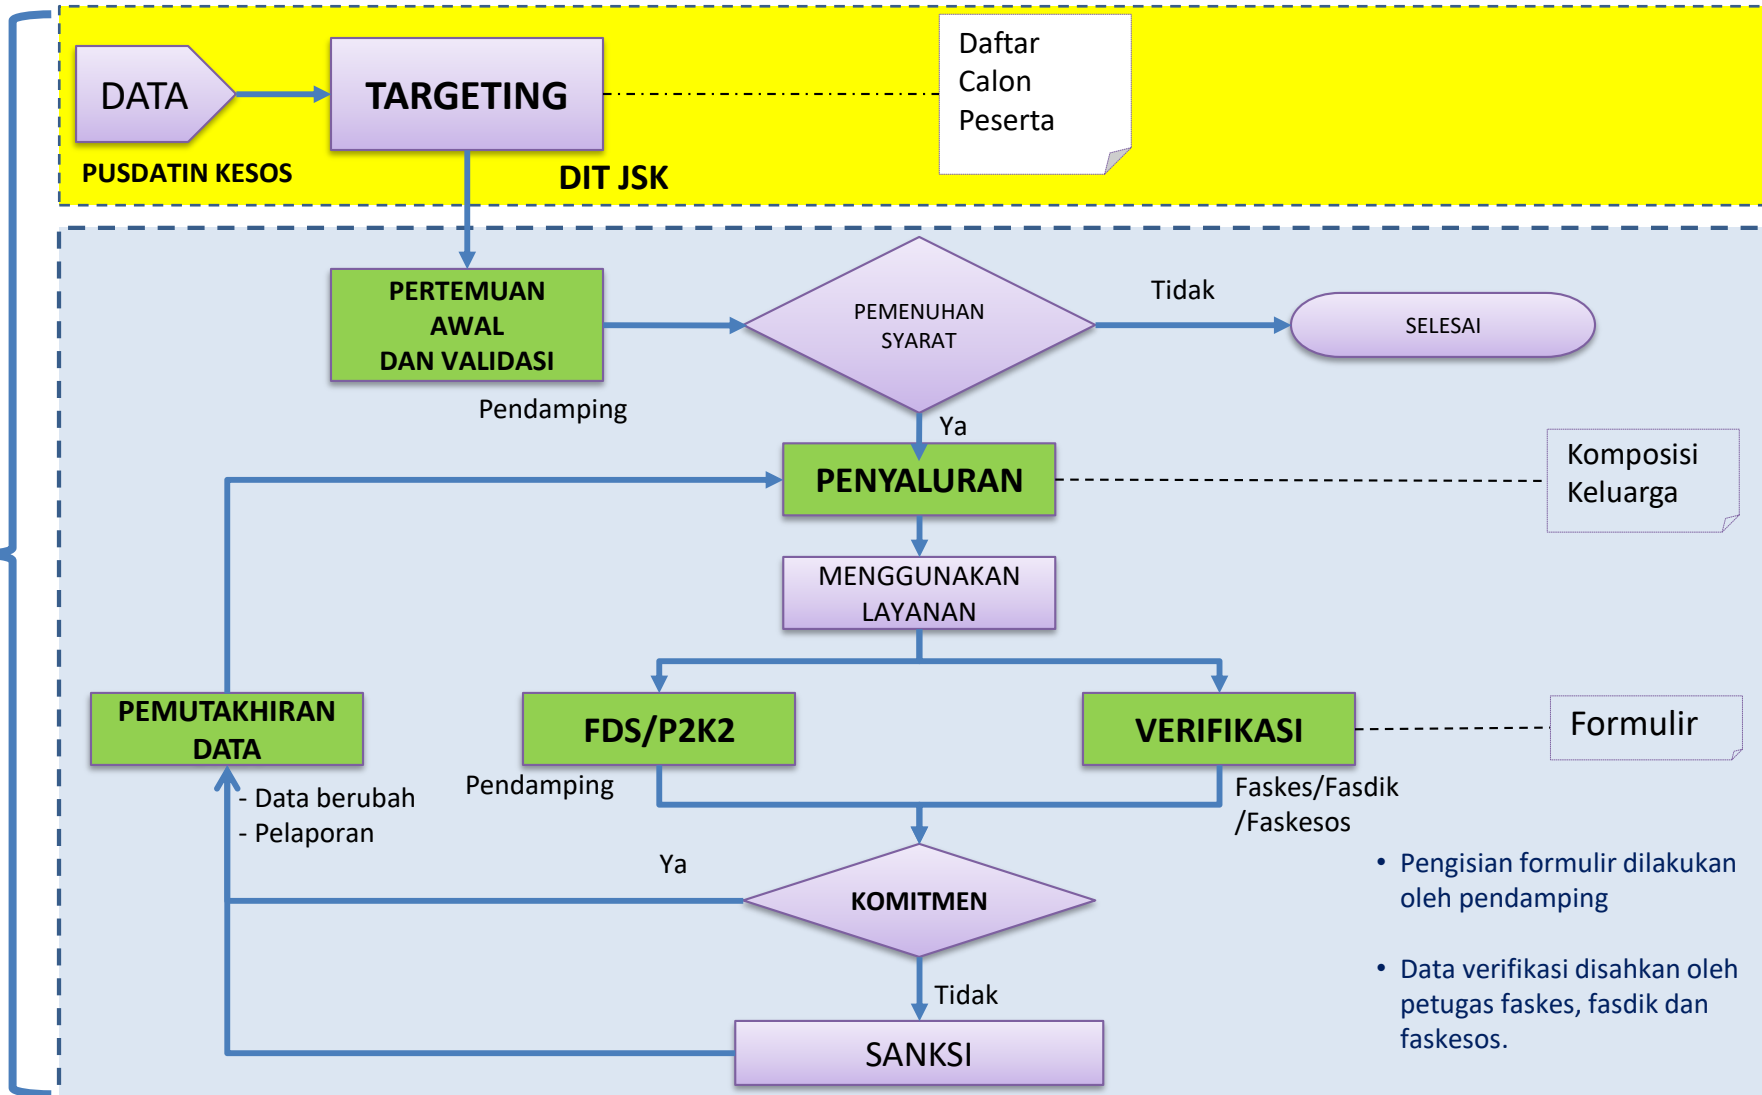 DATA
TARGETING
Daftar
Calon
Peserta
PUSDATIN KESOS
DIT JSK
PERTEMUAN
AWAL
DAN VALIDASI
Pendamping
PEMENUHAN
SYARAT
Tidak
SELESAI
Ya
PENYALURAN
Komposisi
Keluarga
MENGGUNAKAN
LAYANAN
PEMUTAKHIRAN
DATA
- Data berubah
- Pelaporan
FDS/P2K2
Pendamping
VERIFIKASI
Faskes/Fasdik
/Faskesos
Formulir
Ya
KOMITMEN
Tidak
SANKSI
• Pengisian formulir dilakukan
oleh pendamping
• Data verifikasi disahkan oleh
petugas faskes, fasdik dan
faskesos.